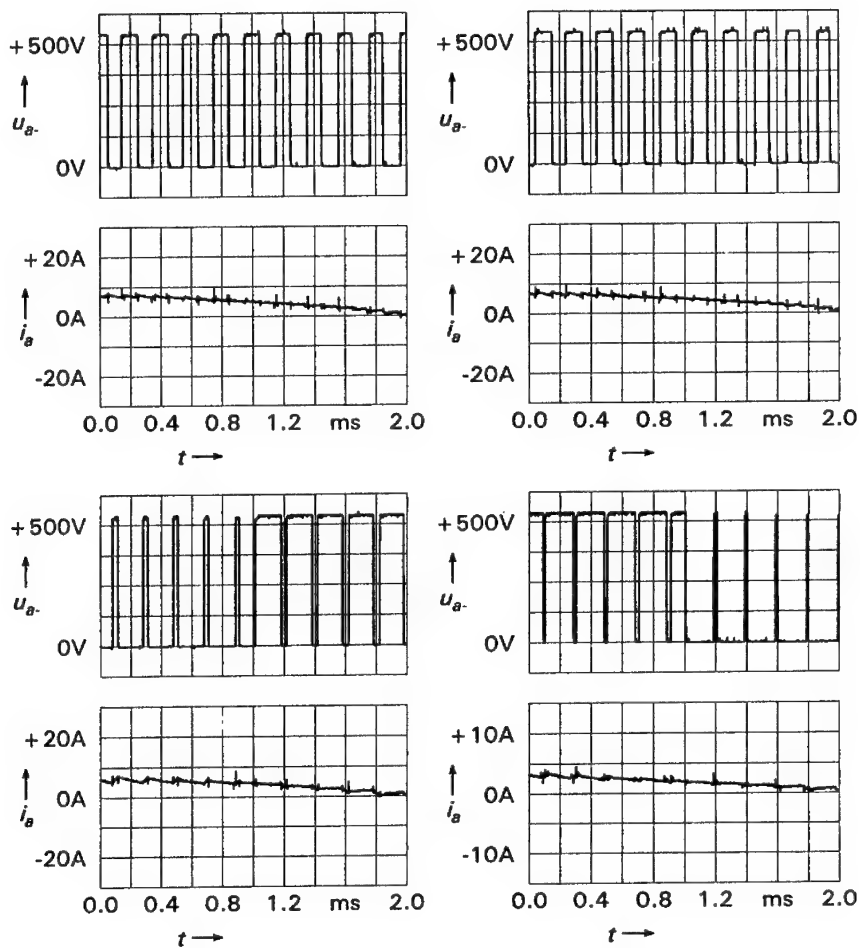 +500V
u_a-
0V
+20A
0A
i_a
-20A
0.0 0.4 0.8 1.2 ms 2.0
t →
+500V
u_a-
0V
+20A
0A
i_a
-20A
0.0 0.4 0.8 1.2 ms 2.0
t →
+500V
u_a-
0V
+20A
0A
i_a
-20A
0.0 0.4 0.8 1.2 ms 2.0
t →
+500V
u_a-
0V
+10A
0A
i_a
-10A
0.0 0.4 0.8 1.2 ms 2.0
t →